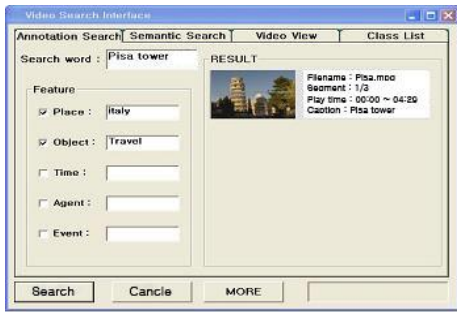 Video Search Interface
Annotation Search Semantic Search Video View Class List
Search word : Pisa tower
RESULT
Filename : Pisa.mpg
Segment : 1/3
Play time : 00:00 ~ 04:29
Caption : Pisa tower
Feature
Place : italy
Object : Travel
Time :
Agent :
Event :
Search Cancle MORE